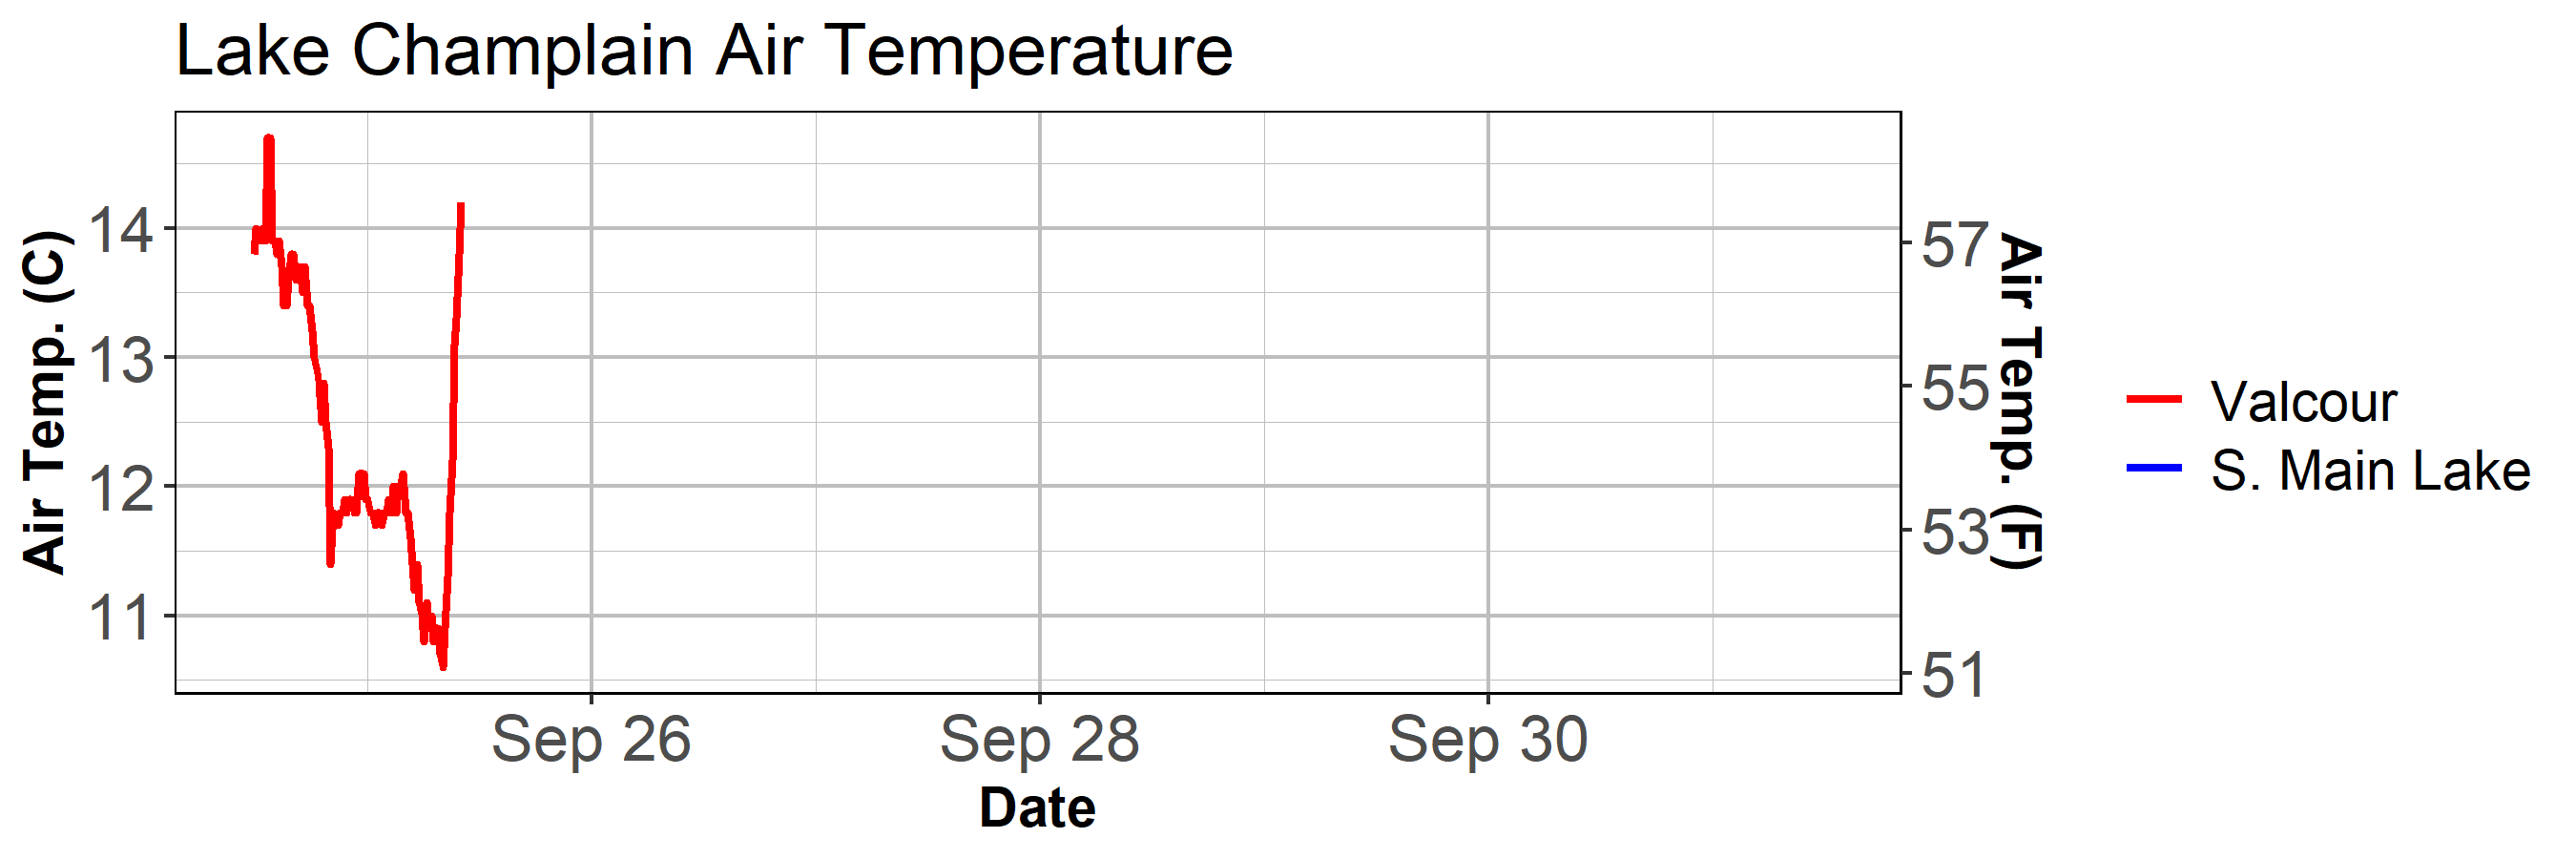 Lake Champlain Air Temperature
Air Temp. (C)
14
13
12
11
57
55
53
51
Air Temp. (F)
Sep 26
Sep 28
Sep 30
Date
Valcour
S. Main Lake